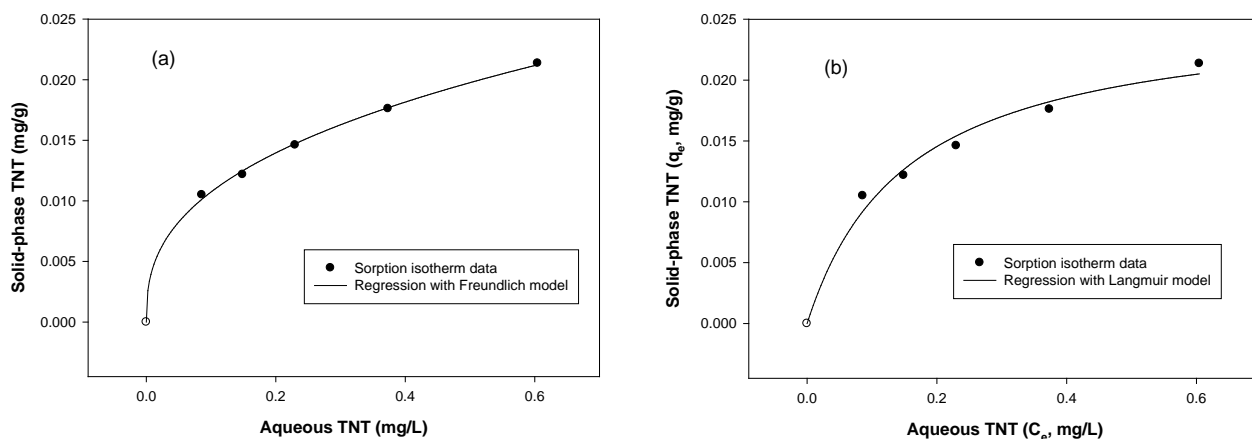 (a)
Solid-phase TNT (mg/g)
0.025
0.020
0.015
0.010
0.005
0.000
Sorption isotherm data
Regression with Freundlich model
0.0 0.2 0.4 0.6
Aqueous TNT (mg/L)
(b)
Solid-phase TNT (qe, mg/g)
0.025
0.020
0.015
0.010
0.005
0.000
Sorption isotherm data
Regression with Langmuir model
0.0 0.2 0.4 0.6
Aqueous TNT (Ce, mg/L)